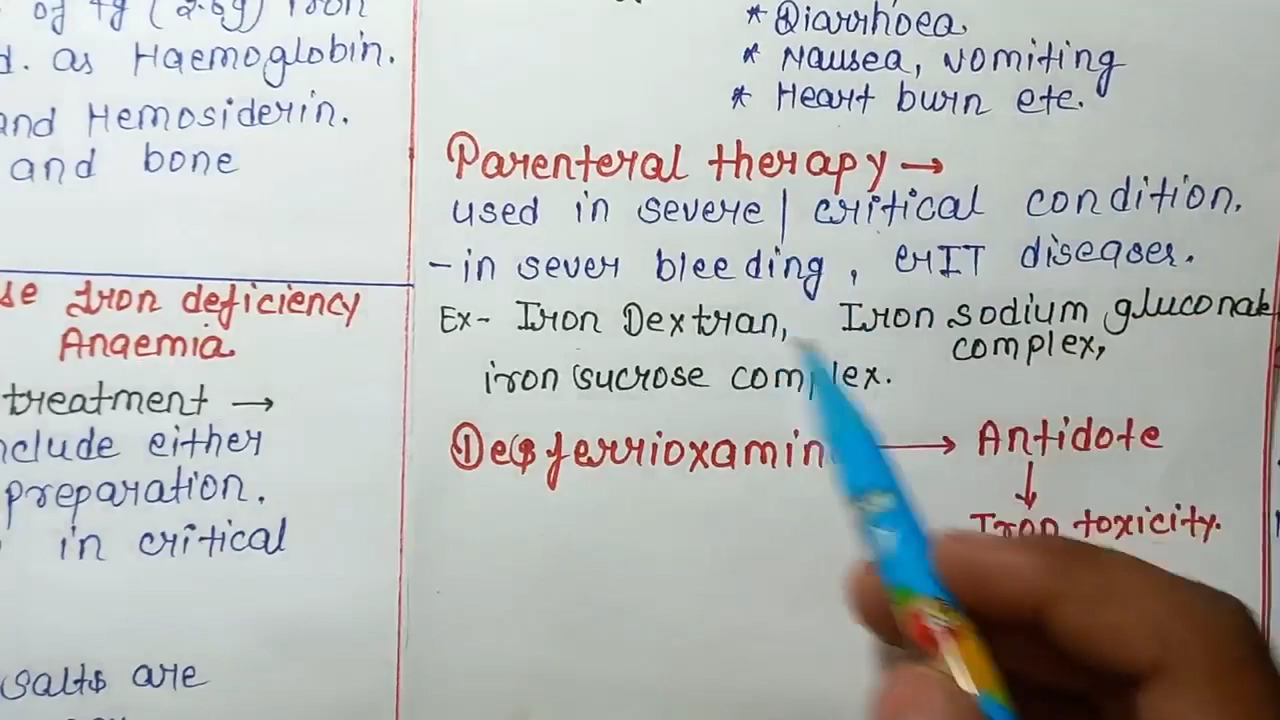 of 4g (2.5g) Iron
d. as Haemoglobin.
and Hemosiderin.
and bone
se Iron deficiency
Anaemia
treatment →
nclude either
preparation.
in critical
salts are
* Diarrhoea
* Nausea, vomiting
* Heart burn etc.
Parenteral therapy →
used in severe | critical condition.
- in sever bleeding, GIT diseases.
Ex- Iron Dextran, Iron sodium gluconate
complex,
iron sucrose complex.
Desferrioxamin → Antidote
↓
Iron toxicity.